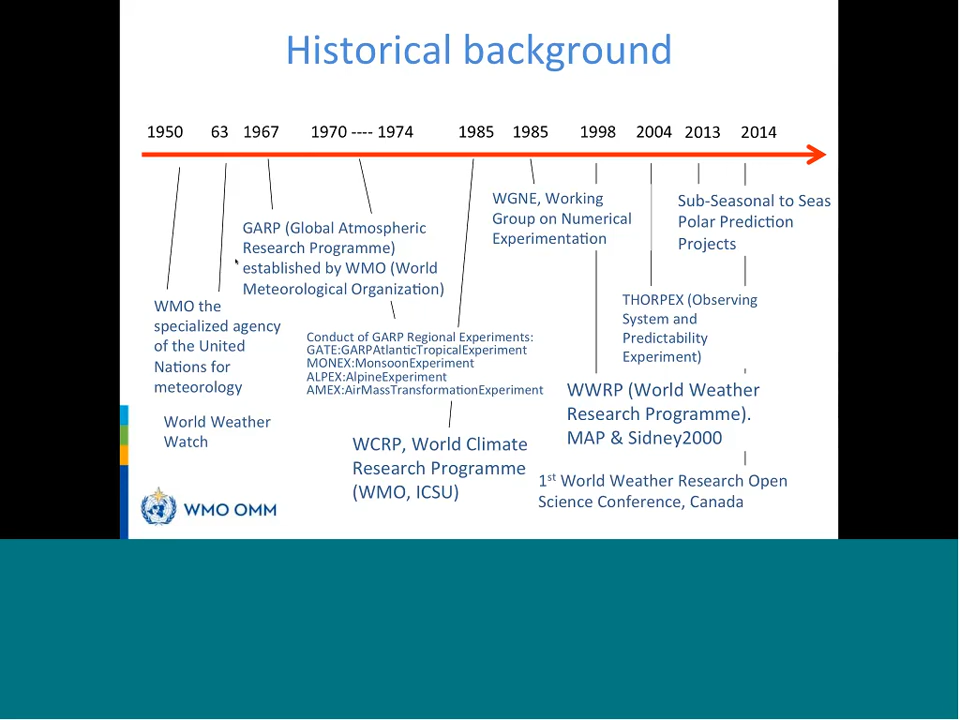 Historical background
1950 63 1967 1970 ---- 1974 1985 1985 1998 2004 2013 2014
GARP (Global Atmospheric
Research Programme)
established by WMO (World
Meteorological Organization)
WGNE, Working
Group on Numerical
Experimentation
Sub-Seasonal to Seas
Polar Prediction
Projects
WMO the
specialized agency
of the United
Nations for
meteorology
World Weather
Watch
Conduct of GARP Regional Experiments:
GATE:GARPAtlanticTropicalExperiment
MONEX:MonsoonExperiment
ALPEX:AlpineExperiment
AMEX:AirMassTransformationExperiment
THORPEX (Observing
System and
Predictability
Experiment)
WWRP (World Weather
Research Programme).
MAP & Sidney2000
WCRP, World Climate
Research Programme
(WMO, ICSU)
1st World Weather Research Open
Science Conference, Canada
WMO OMM